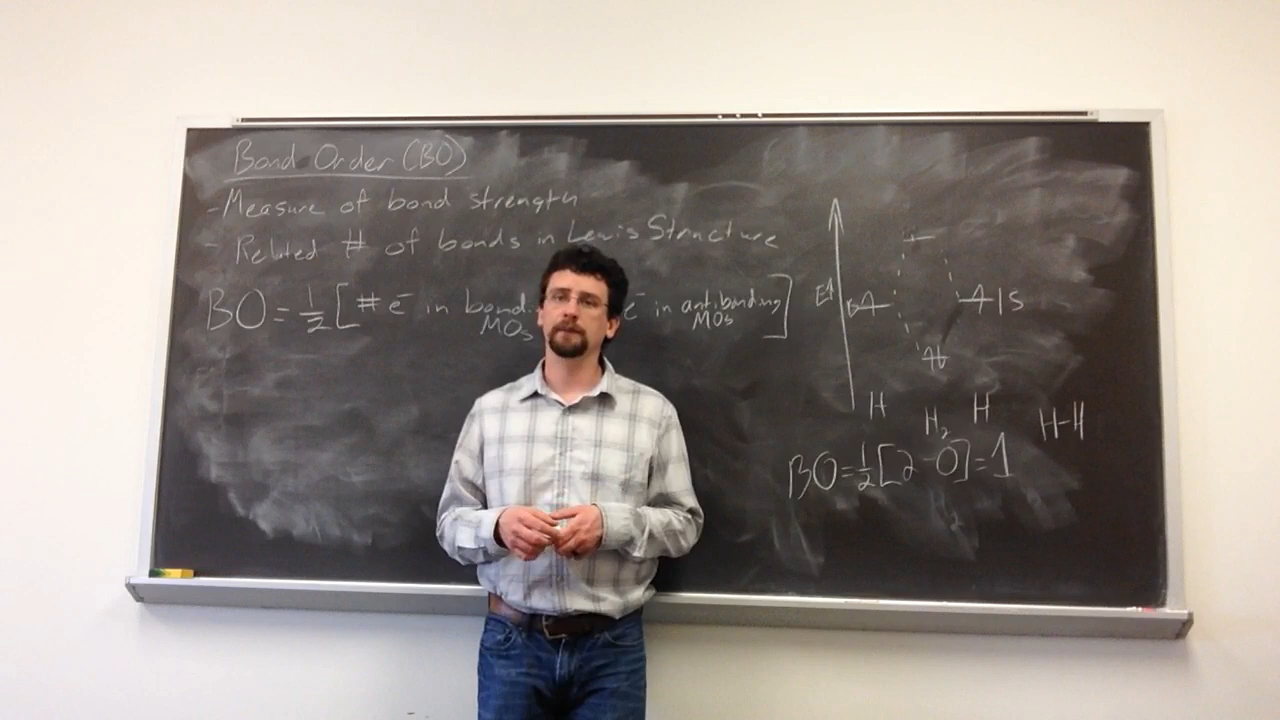 Bond Order (BO)
- Measure of bond strength
- Related # of bonds in Lewis Structure
BO = 1/2 [ # e⁻ in bond e⁻ in antibonding ]
MOs MOs
E
1S
H H₂ H
H-H
BO = 1/2 [2 - 0] = 1